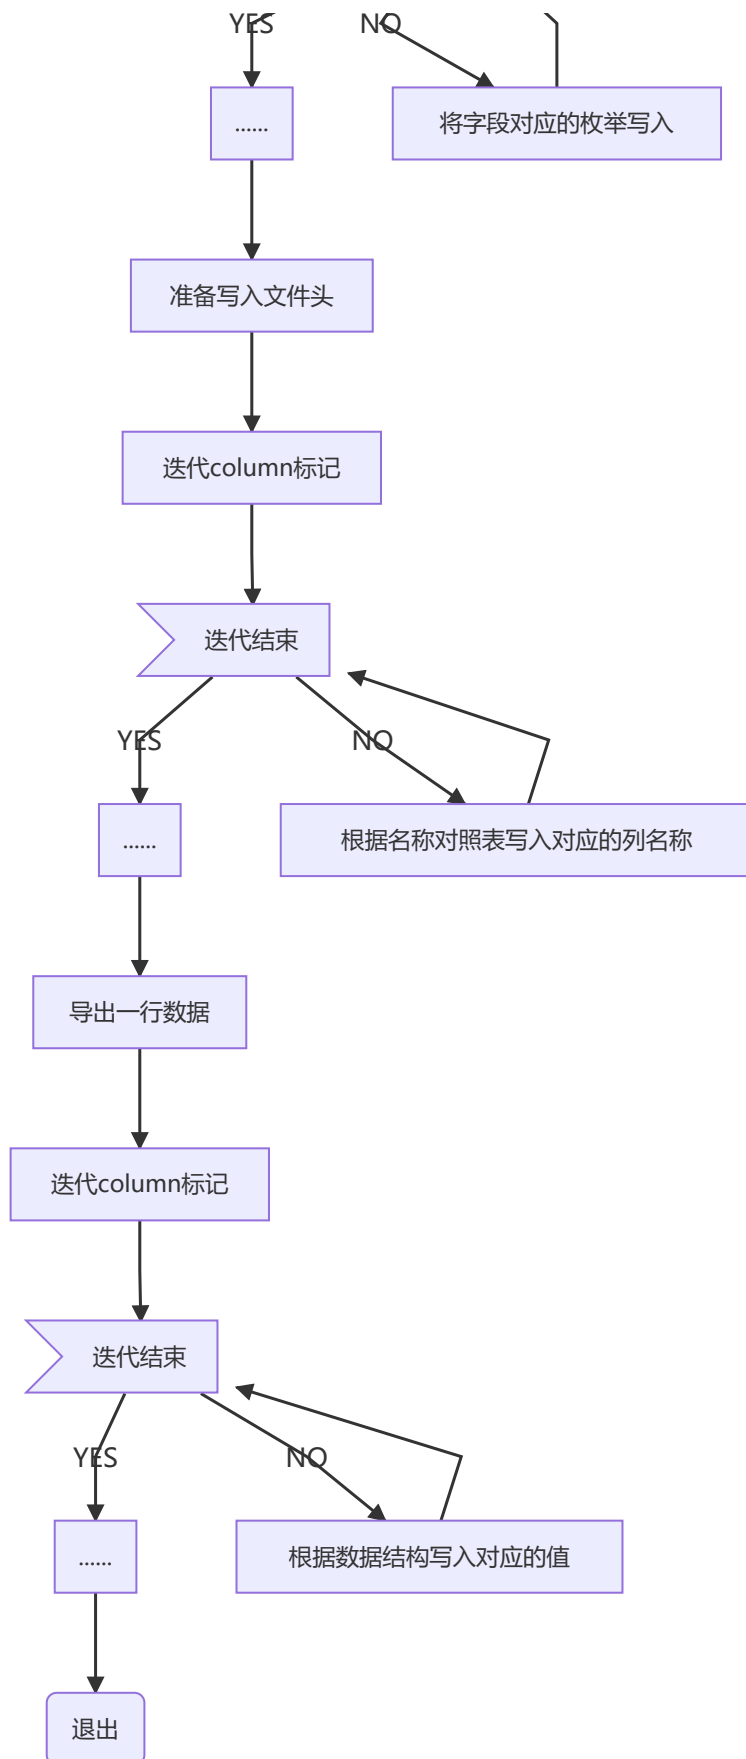 YES
NO
......
将字段对应的枚举写入
准备写入文件头
迭代column标记
迭代结束
YES
NO
......
根据名称对照表写入对应的列名称
导出一行数据
迭代column标记
迭代结束
YES
NO
......
根据数据结构写入对应的值
退出